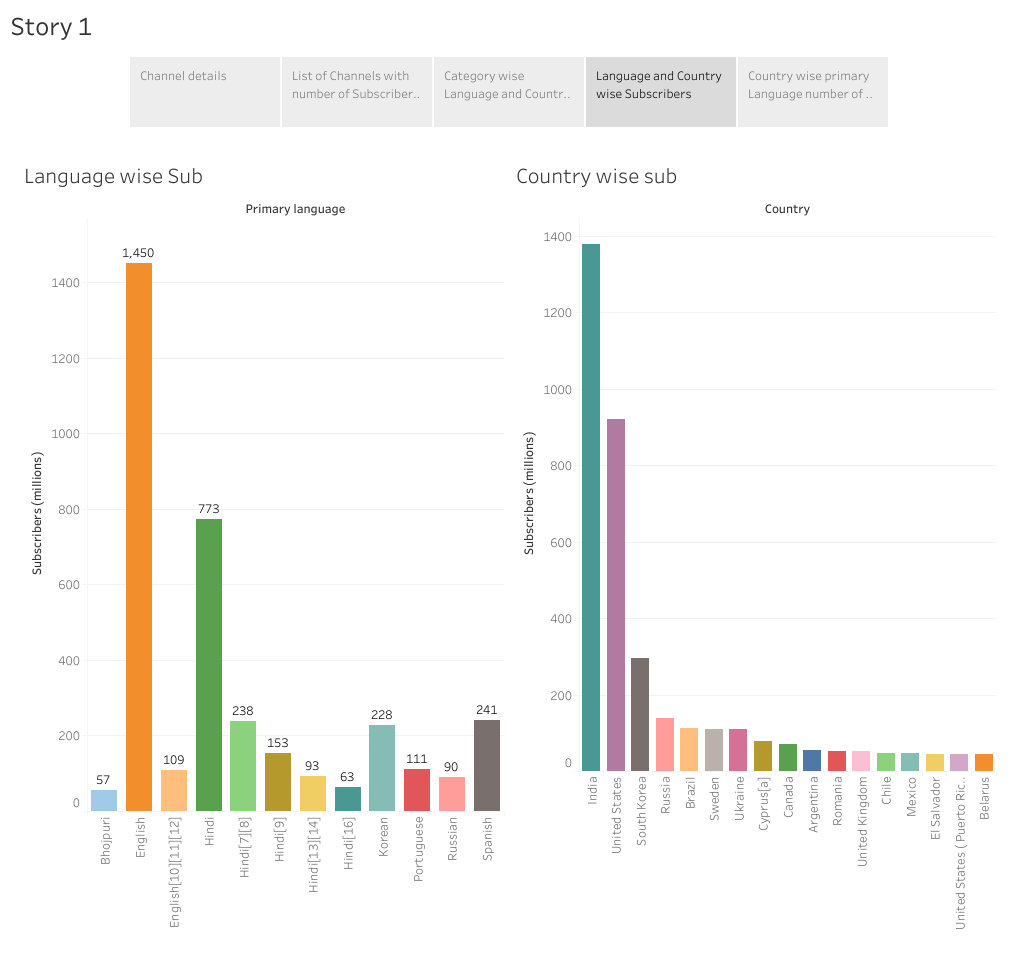 Story 1
Channel details
List of Channels with
number of Subscriber..
Category wise
Language and Countr..
Language and Country
wise Subscribers
Country wise primary
Language number of ..
Language wise Sub
Primary language
Subscribers (millions)
1400
1200
1000
800
600
400
200
0
57
1,450
109
773
238
153
93
63
228
111
90
241
Bhojpuri
English
English[10][11][12]
Hindi
Hindi[7][8]
Hindi[9]
Hindi[13][14]
Hindi[16]
Korean
Portuguese
Russian
Spanish
Country wise sub
Country
Subscribers (millions)
1400
1200
1000
800
600
400
200
0
India
United States
South Korea
Russia
Brazil
Sweden
Ukraine
Cyprus[a]
Canada
Argentina
Romania
United Kingdom
Chile
Mexico
El Salvador
United States ( Puerto Ric..
Belarus